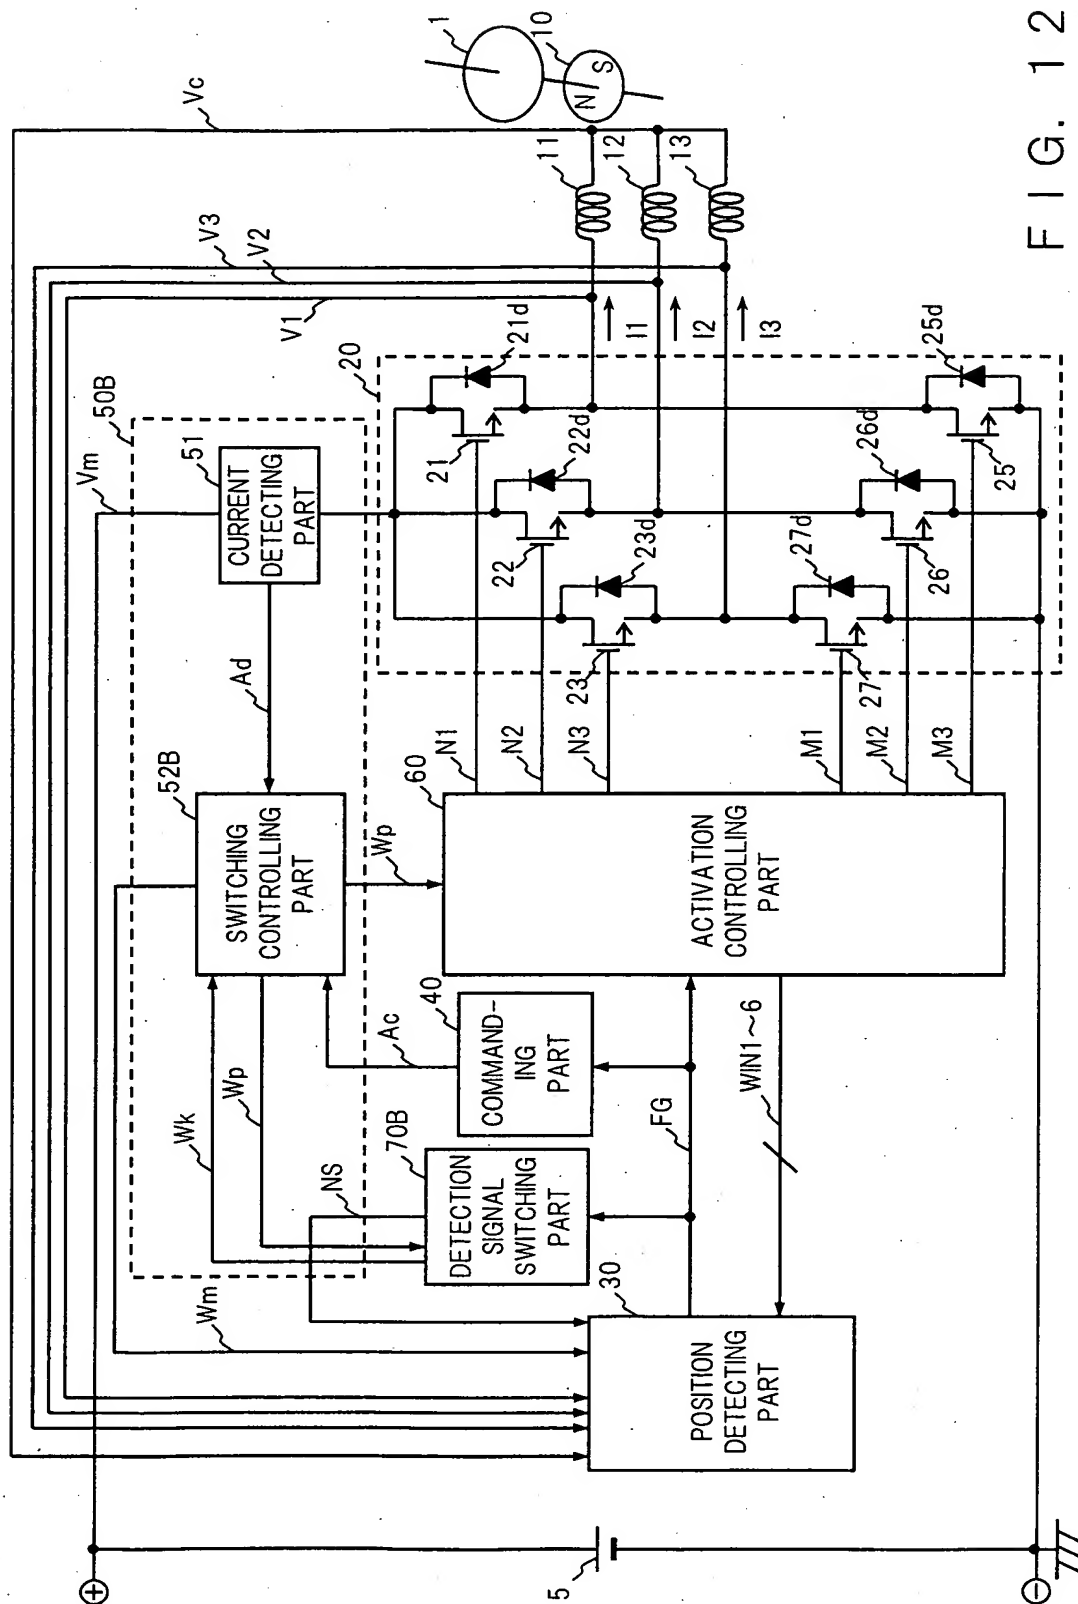 FIG. 12
1
10
N
S
Vc
11
12
13
V3
V2
V1
I1
I2
I3
50B
Vm
51
CURRENT
DETECTING
PART
20
21d
21
22d
22
23d
23
25d
25
26d
26
27d
27
Ad
52B
SWITCHING
CONTROLLING
PART
Wp
60
N1
N2
N3
M1
M2
M3
ACTIVATION
CONTROLLING
PART
Wk
Wp
Ac
40
COMMAND-
ING
PART
70B
NS
DETECTION
SIGNAL
SWITCHING
PART
FG
WIN1~6
Wm
30
POSITION
DETECTING
PART
5
+
−